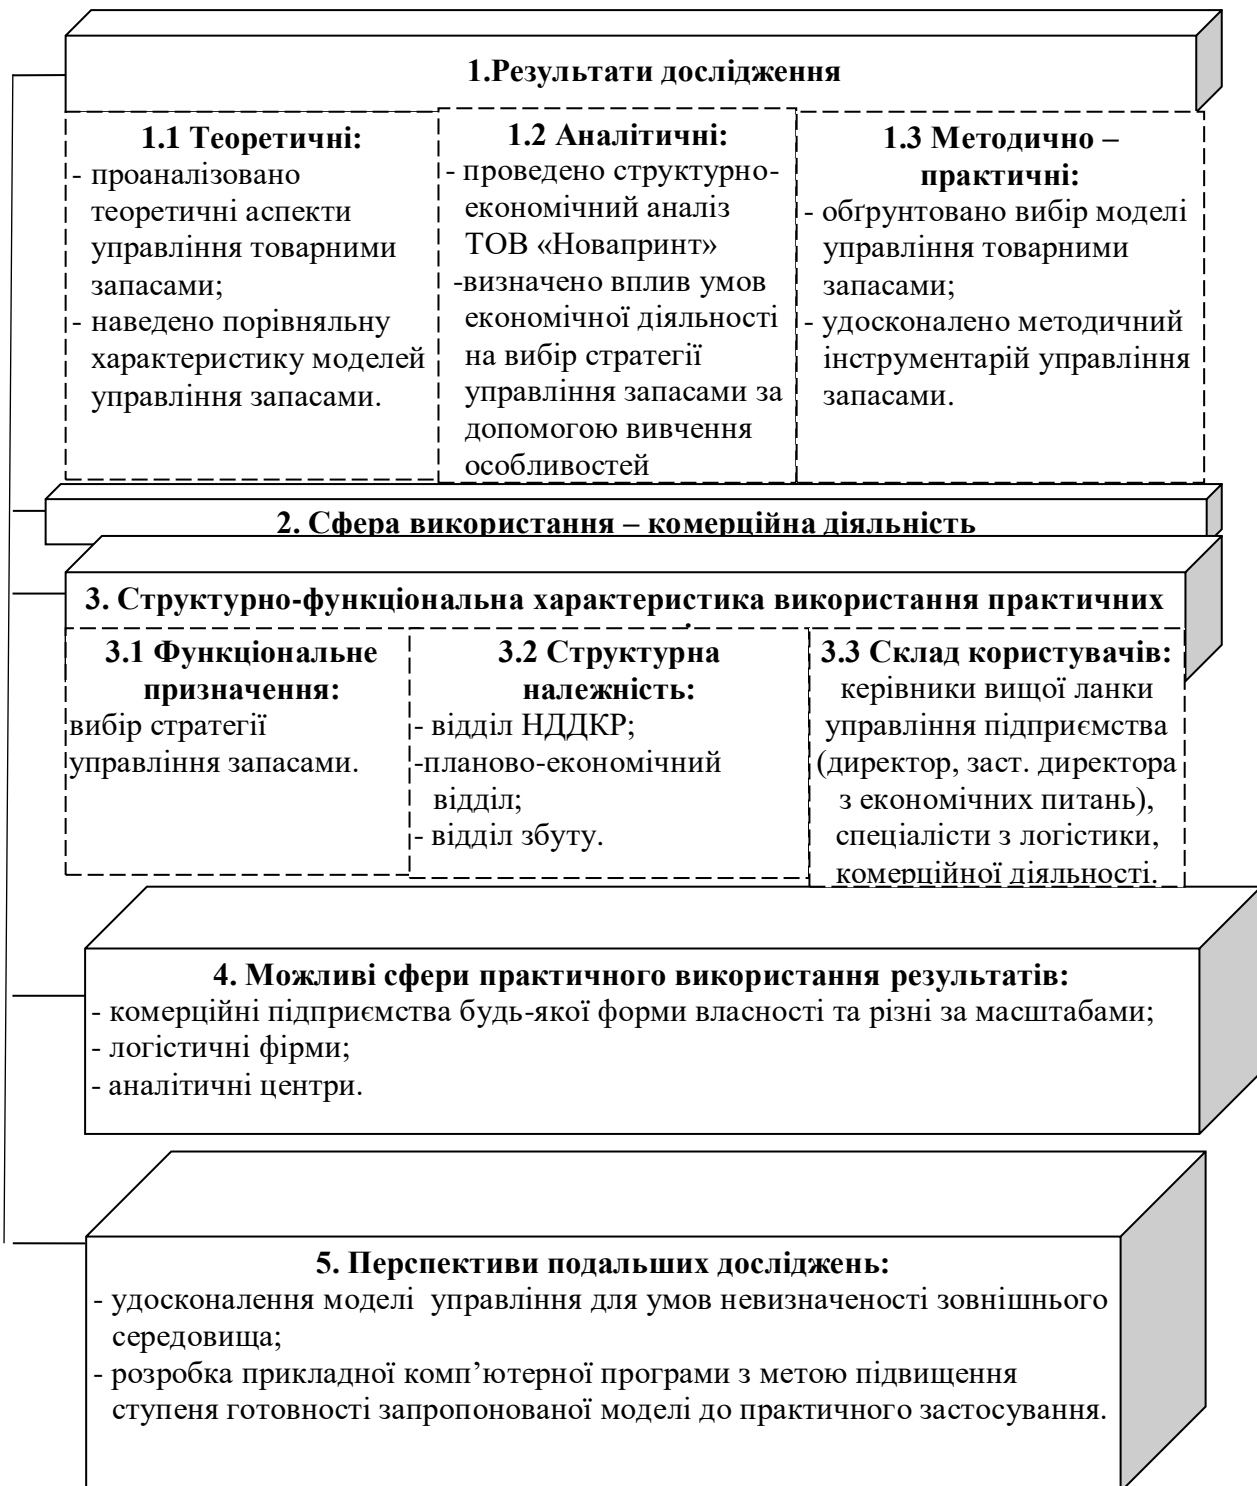 1.Результати дослідження
1.1 Теоретичні:
- проаналізовано
теоретичні аспекти
управління товарними
запасами;
- наведено порівняльну
характеристику моделей
управління запасами.
1.2 Аналітичні:
- проведено структурно-
економічний аналіз
ТОВ «Новапринт»
-визначено вплив умов
економічної діяльності
на вибір стратегії
управління запасами за
допомогою вивчення
особливостей
1.3 Методично –
практичні:
- обґрунтовано вибір моделі
управління товарними
запасами;
- удосконалено методичний
інструментарій управління
запасами.
2. Сфера використання – комерційна діяльність
3. Структурно-функціональна характеристика використання практичних
3.1 Функціональне
призначення:
вибір стратегії
управління запасами.
3.2 Структурна
належність:
- відділ НДДКР;
-планово-економічний
відділ;
- відділ збуту.
3.3 Склад користувачів:
керівники вищої ланки
управління підприємства
(директор, заст. директора
з економічних питань),
спеціалісти з логістики,
комерційної діяльності.
4. Можливі сфери практичного використання результатів:
- комерційні підприємства будь-якої форми власності та різні за масштабами;
- логістичні фірми;
- аналітичні центри.
5. Перспективи подальших досліджень:
- удосконалення моделі управління для умов невизначеності зовнішнього
середовища;
- розробка прикладної комп’ютерної програми з метою підвищення
ступеня готовності запропонованої моделі до практичного застосування.